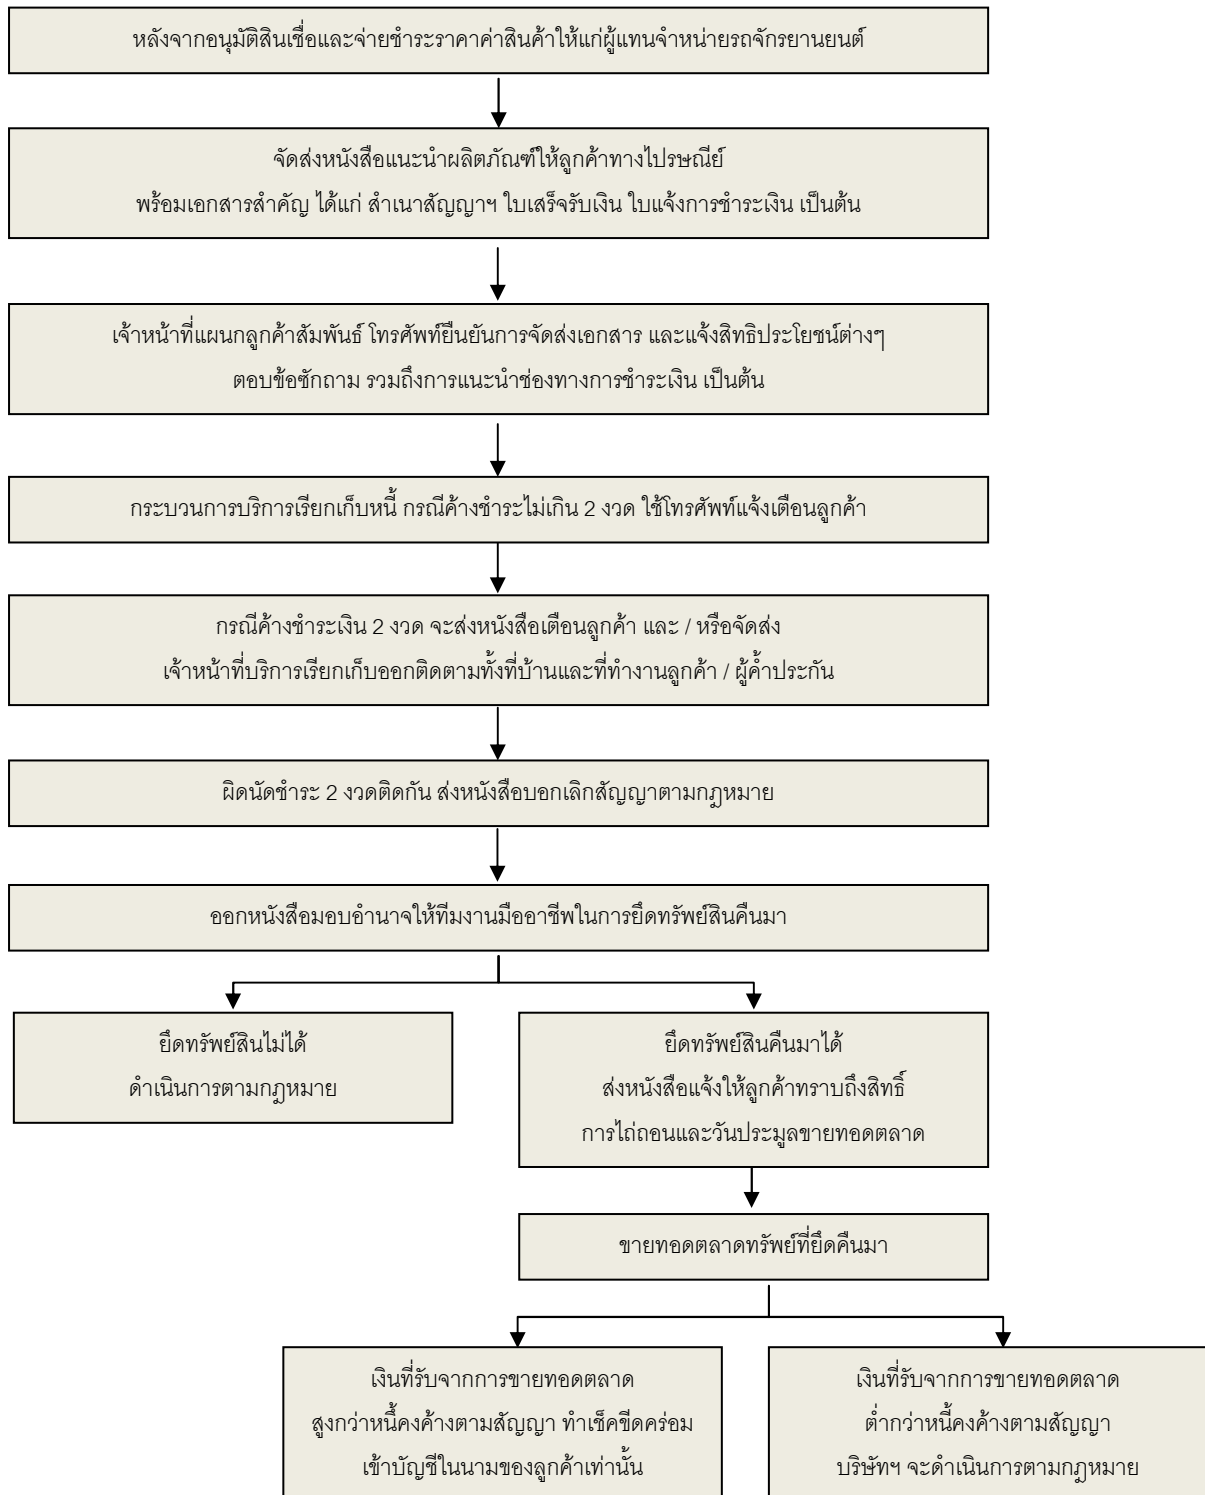 หลังจากอนุมัติสินเชื่อและจ่ายชำระราคาค่าสินค้าให้แก่ผู้แทนจำหน่ายรถจักรยานยนต์
จัดส่งหนังสือแนะนำผลิตภัณฑ์ให้ลูกค้าทางไปรษณีย์
พร้อมเอกสารสำคัญ ได้แก่ สำเนาสัญญาฯ ใบเสร็จรับเงิน ใบแจ้งการชำระเงิน เป็นต้น
เจ้าหน้าที่แผนกลูกค้าสัมพันธ์ โทรศัพท์ยืนยันการจัดส่งเอกสาร และแจ้งสิทธิประโยชน์ต่างๆ
ตอบข้อซักถาม รวมถึงการแนะนำช่องทางการชำระเงิน เป็นต้น
กระบวนการบริการเรียกเก็บหนี้ กรณีค้างชำระไม่เกิน 2 งวด ใช้โทรศัพท์แจ้งเตือนลูกค้า
กรณีค้างชำระเงิน 2 งวด จะส่งหนังสือเตือนลูกค้า และ / หรือจัดส่ง
เจ้าหน้าที่บริการเรียกเก็บออกติดตามทั้งที่บ้านและที่ทำงานลูกค้า / ผู้ค้ำประกัน
ผิดนัดชำระ 2 งวดติดกัน ส่งหนังสือบอกเลิกสัญญาตามกฎหมาย
ออกหนังสือมอบอำนาจให้ทีมงานมืออาชีพในการยึดทรัพย์สินคืนมา
ยึดทรัพย์สินไม่ได้
ดำเนินการตามกฎหมาย
ยึดทรัพย์สินคืนมาได้
ส่งหนังสือแจ้งให้ลูกค้าทราบถึงสิทธิ์
การไถ่ถอนและวันประมูลขายทอดตลาด
ขายทอดตลาดทรัพย์ที่ยึดคืนมา
เงินที่รับจากการขายทอดตลาด
สูงกว่าหนี้คงค้างตามสัญญา ทำเช็คขีดคร่อม
เข้าบัญชีในนามของลูกค้าเท่านั้น
เงินที่รับจากการขายทอดตลาด
ต่ำกว่าหนี้คงค้างตามสัญญา
บริษัทฯ จะดำเนินการตามกฎหมาย